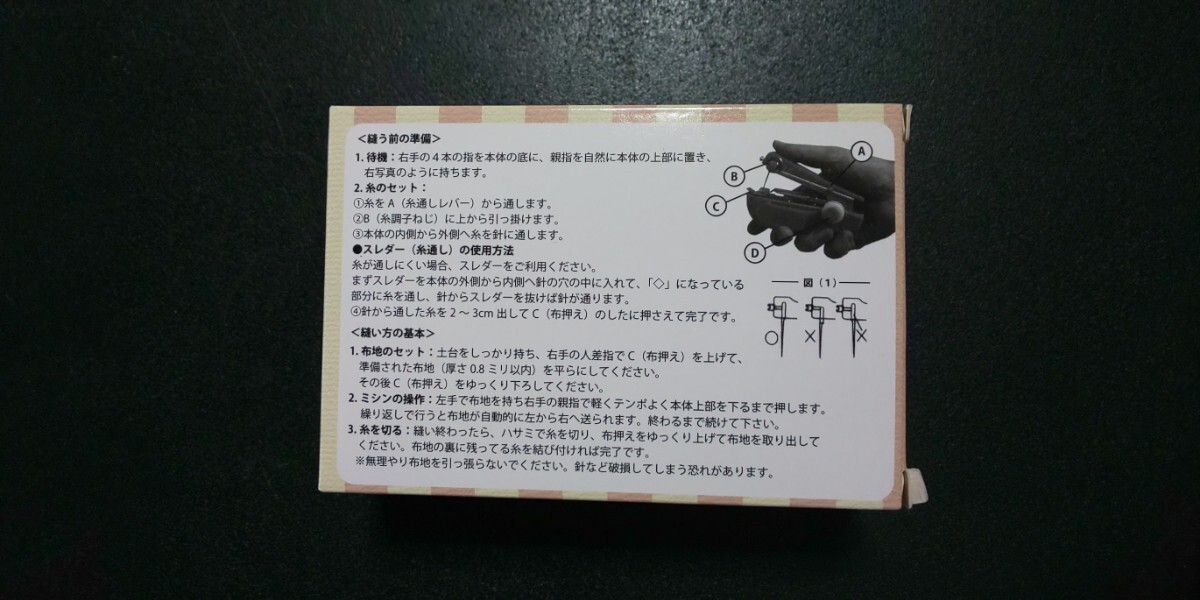 ＜縫う前の準備＞
1. 待機：右手の４本の指を本体の底に、親指を自然に本体の上部に置き、
右写真のように持ちます。
2. 糸のセット：
①糸をA（糸通しレバー）から通します。
②B（糸調子ねじ）に上から引っ掛けます。
③本体の内側から外側へ糸を針に通します。
●スレダー（糸通し）の使用方法
糸が通しにくい場合、スレダーをご利用ください。
まずスレダーを本体の外側から内側へ針の穴の中に入れて、「◇」になっている
部分に糸を通し、針からスレダーを抜けば針が通ります。
④針から通した糸を2～3cm出してC（布押え）のしたに押さえて完了です。
＜縫い方の基本＞
1. 布地のセット：土台をしっかり持ち、右手の人差指でC（布押え）を上げて、
準備された布地（厚さ0.8ミリ以内）を平らにしてください。
その後C（布押え）をゆっくり下ろしてください。
2. ミシンの操作：左手で布地を持ち右手の親指で軽くテンポよく本体上部を下るまで押します。
繰り返しで行うと布地が自動的に左から右へ送られます。終わるまで続けて下さい。
3. 糸を切る：縫い終わったら、ハサミで糸を切り、布押えをゆっくり上げて布地を取り出して
ください。布地の裏に残ってる糸を結び付ければ完了です。
※無理やり布地を引っ張らないでください。針など破損してしまう恐れがあります。
A
B
C
D
図（1）
○ × ×